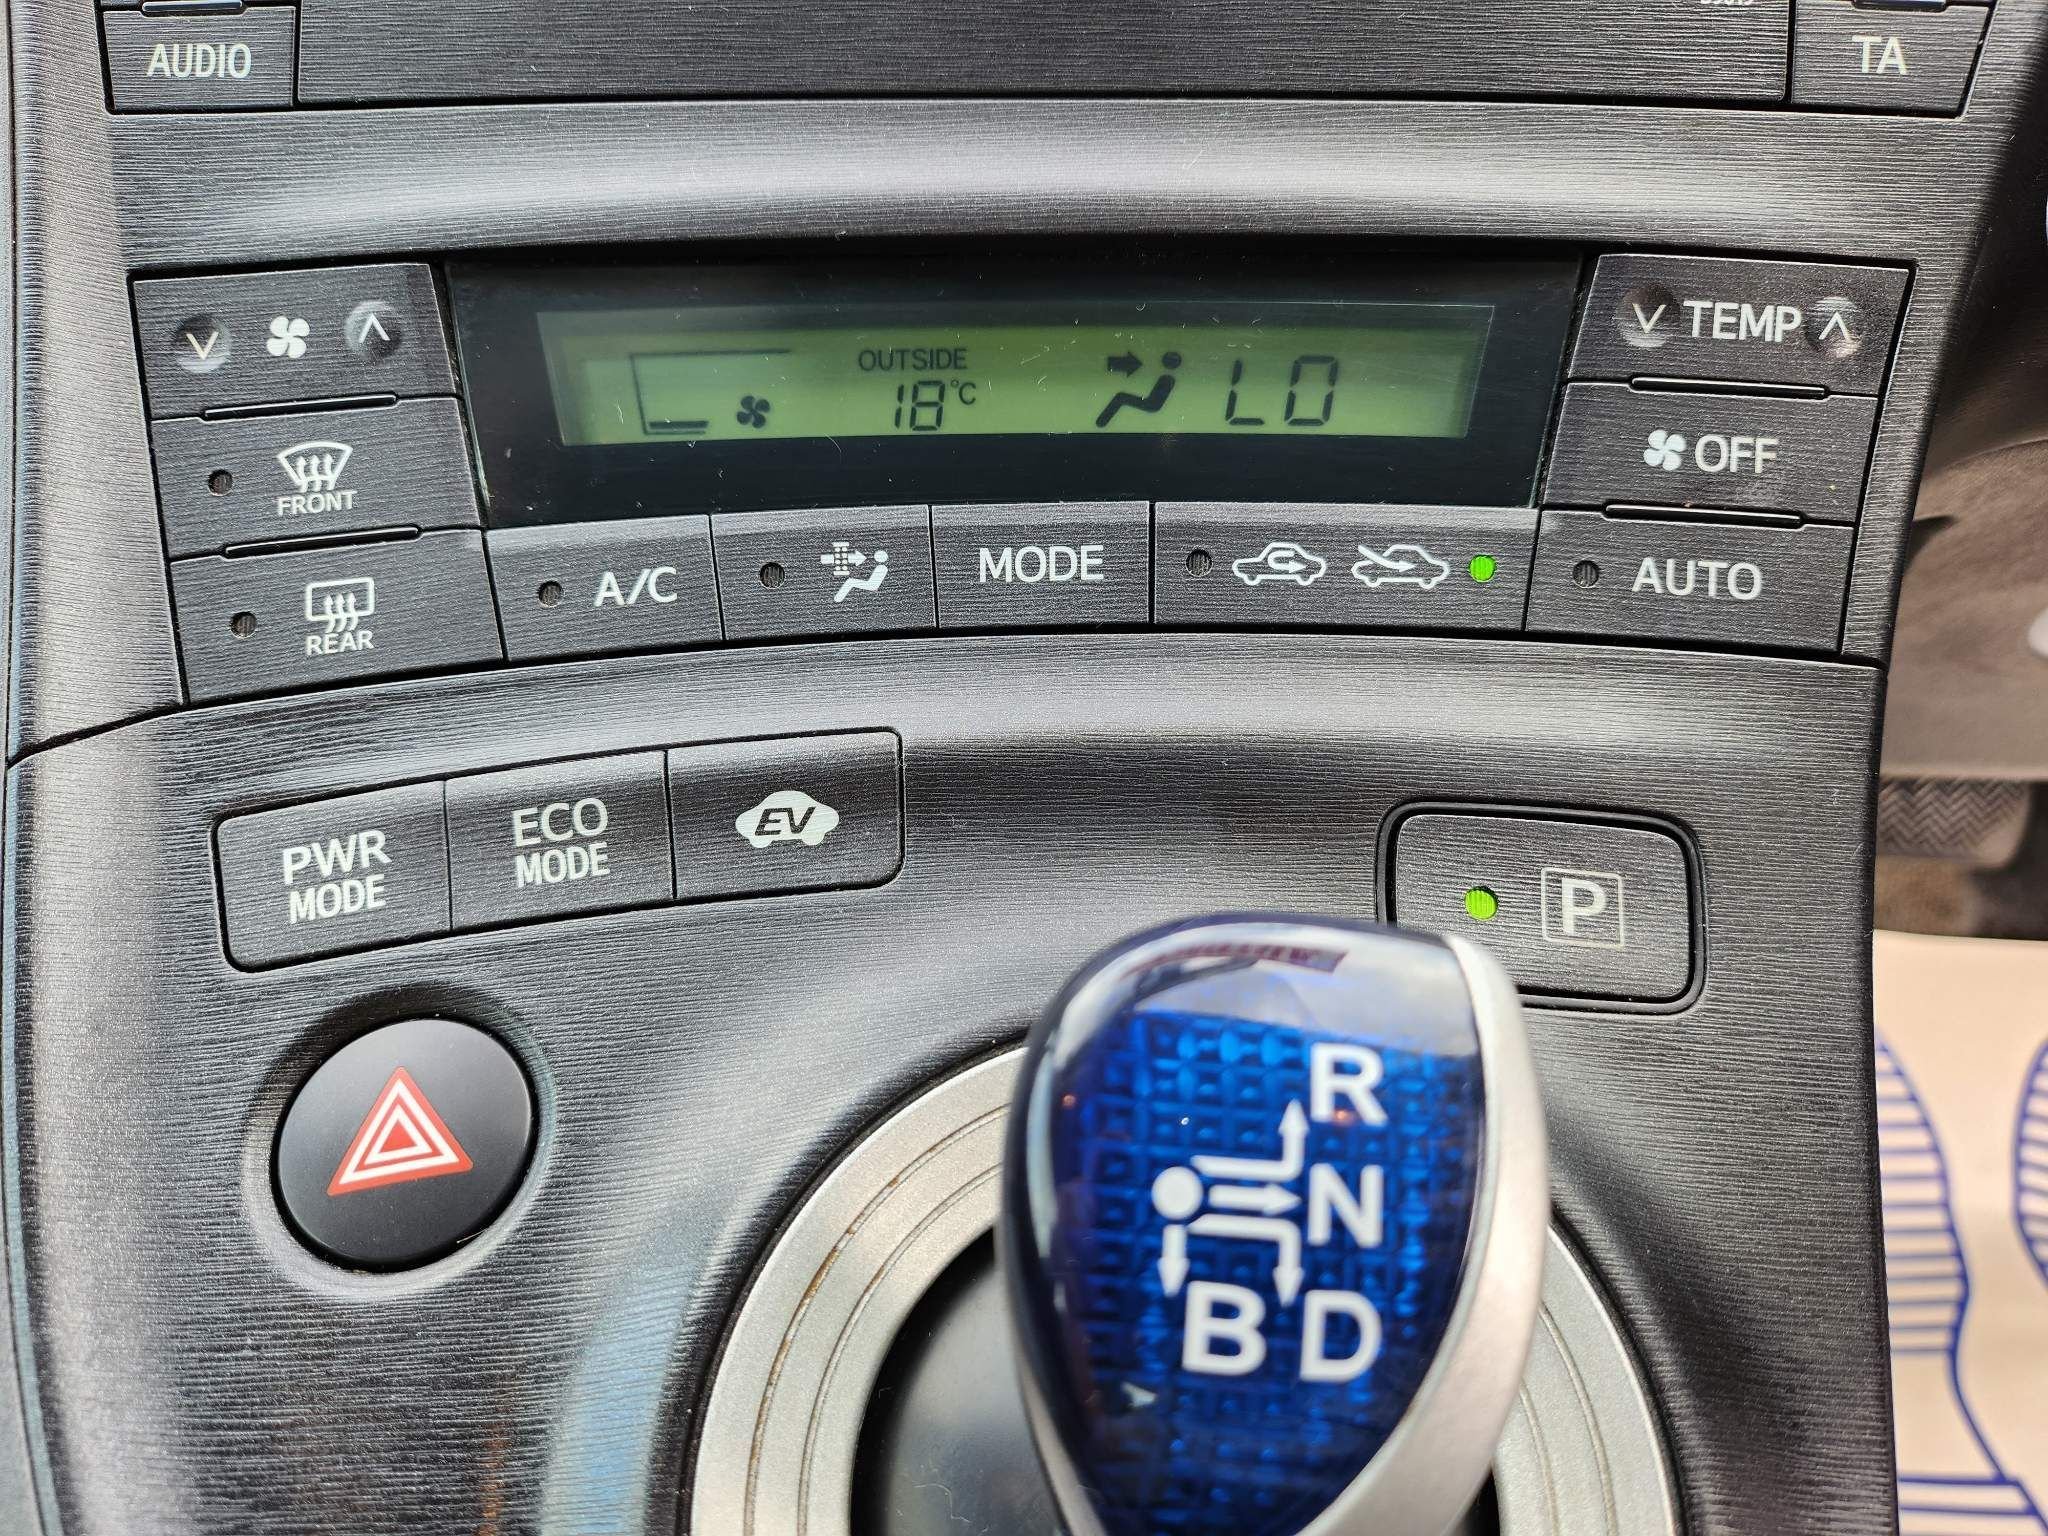 AUDIO
TA
OUTSIDE
18°C
LO
TEMP
FRONT
OFF
REAR
A/C
MODE
AUTO
PWR
MODE
ECO
MODE
EV
P
R
N
B D